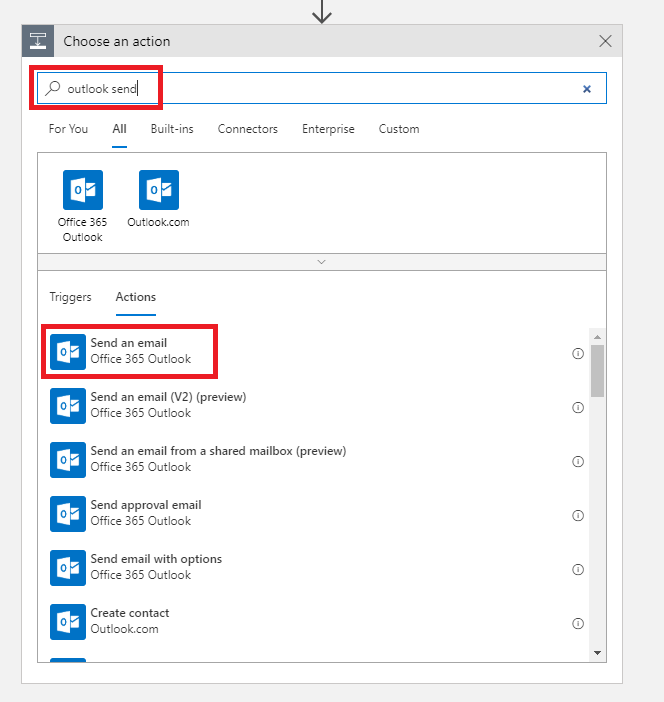 Choose an action
outlook send
For You All Built-ins Connectors Enterprise Custom
Office 365
Outlook
Outlook.com
Triggers Actions
Send an email
Office 365 Outlook
Send an email (V2) (preview)
Office 365 Outlook
Send an email from a shared mailbox (preview)
Office 365 Outlook
Send approval email
Office 365 Outlook
Send email with options
Office 365 Outlook
Create contact
Outlook.com